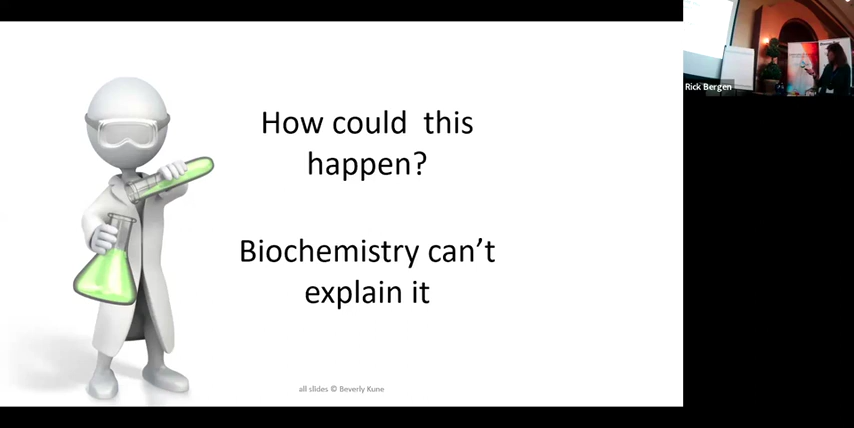 How could  this
happen?
Biochemistry can’t
explain it
all slides © Beverly Kune
Rick Bergen